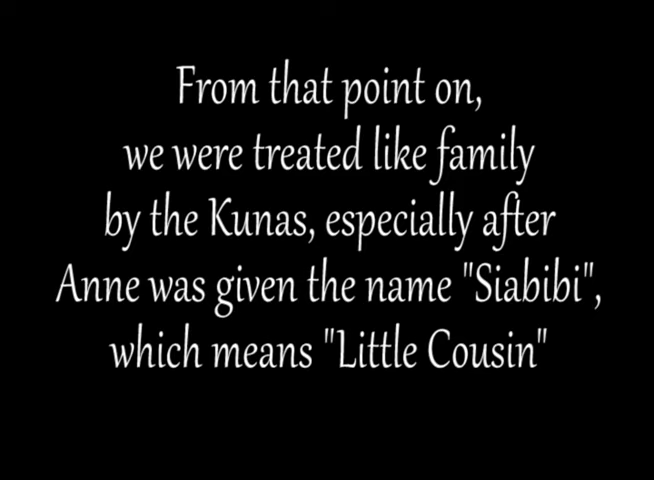 From that point on,
we were treated like family
by the Kunas, especially after
Anne was given the name "Siabibi",
which means "Little Cousin"